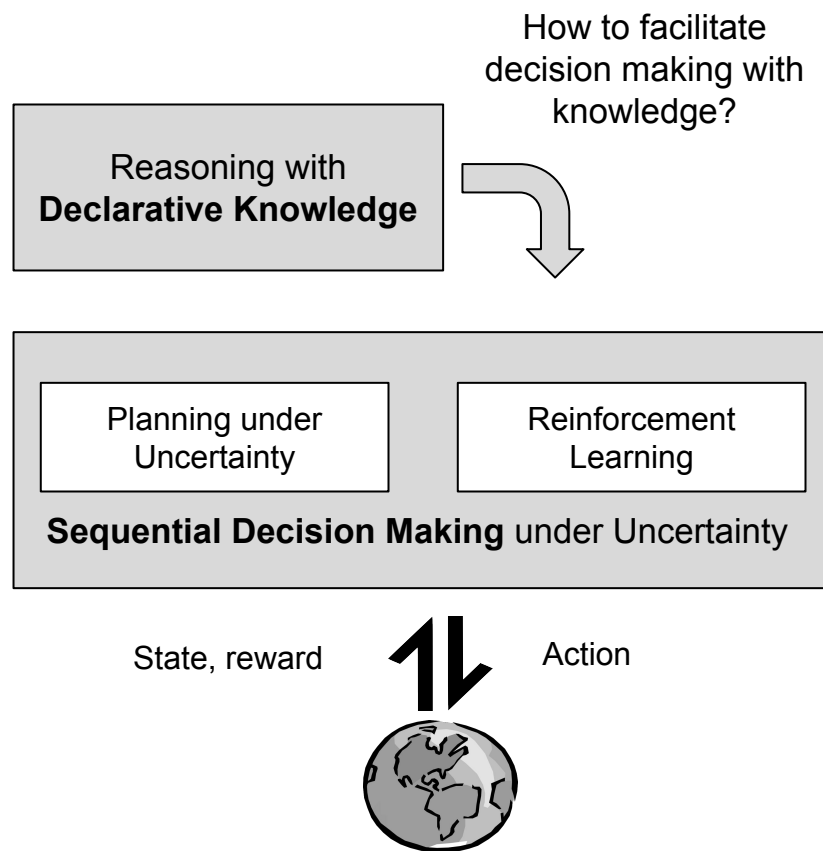 How to facilitate
decision making with
knowledge?
Reasoning with
Declarative Knowledge
Planning under
Uncertainty
Reinforcement
Learning
Sequential Decision Making under Uncertainty
State, reward
Action